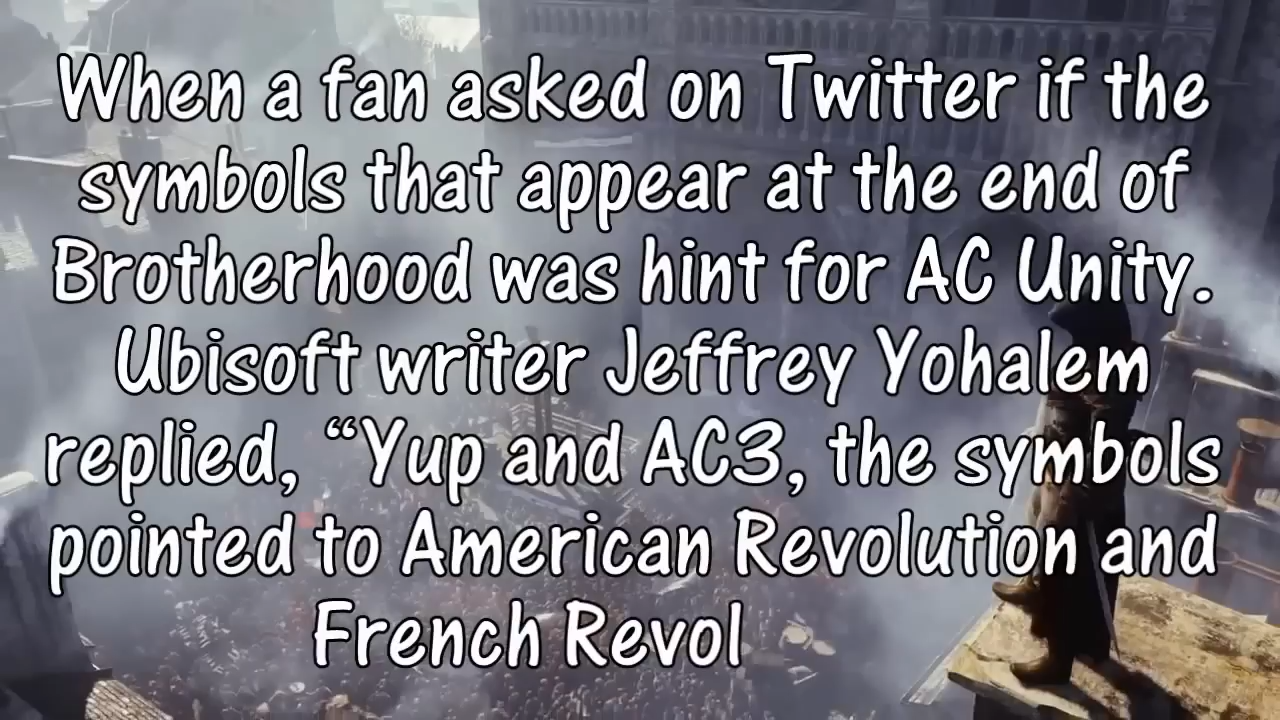 When a fan asked on Twitter if the
symbols that appear at the end of
Brotherhood was hint for AC Unity.
Ubisoft writer Jeffrey Yohalem
replied, “Yup and AC3, the symbols
pointed to American Revolution and
French Revol